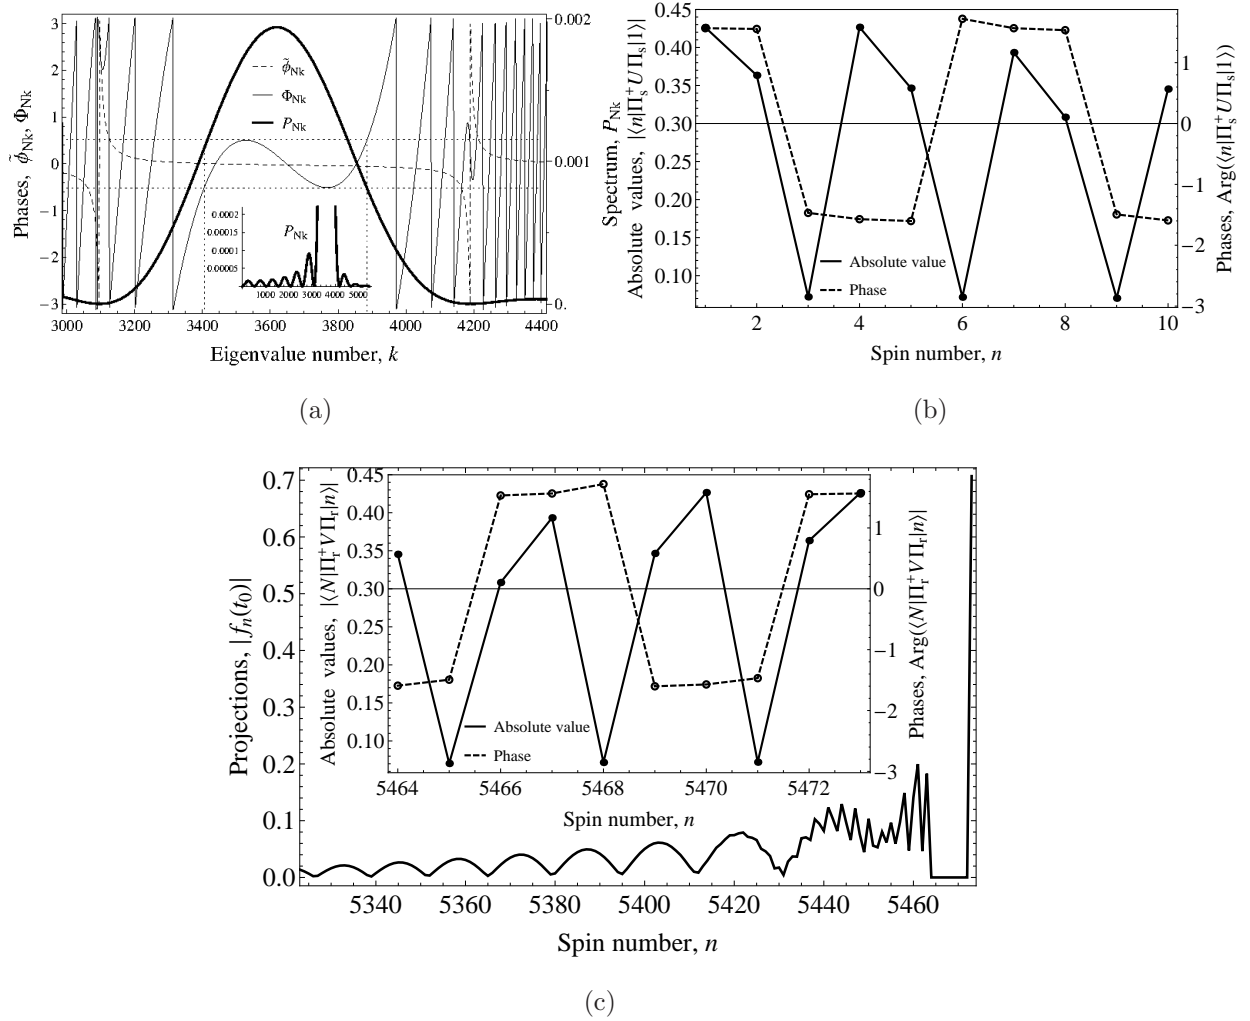 3
2
1
0
−1
−2
−3
0.002
0.001
0.
Phases, ϕ̃Nk, ΦNk
ϕ̃Nk
ΦNk
PNk
0.0002
0.00015
0.0001
0.00005
PNk
1000 2000 3000 4000 5000
3000 3200 3400 3600 3800 4000 4200 4400
Eigenvalue number, k
Spectrum, PNk
(a)
0.45
0.40
0.35
0.30
0.25
0.20
0.15
0.10
Absolute values, |⟨n|Πs+UΠs|1⟩|
1
0
−1
−2
−3
Phases, Arg(⟨n|Πs+UΠs|1⟩)
Absolute value
Phase
2 4 6 8 10
Spin number, n
(b)
0.7
0.6
0.5
0.4
0.3
0.2
0.1
0.0
Projections, |fn(t0)|
0.45
0.40
0.35
0.30
0.25
0.20
0.15
0.10
Absolute values, |⟨N|Πr+VΠr|n⟩|
1
0
−1
−2
−3
Phases, Arg(⟨N|Πr+VΠr|n⟩|
Absolute value
Phase
5464 5466 5468 5470 5472
Spin number, n
5340 5360 5380 5400 5420 5440 5460
Spin number, n
(c)